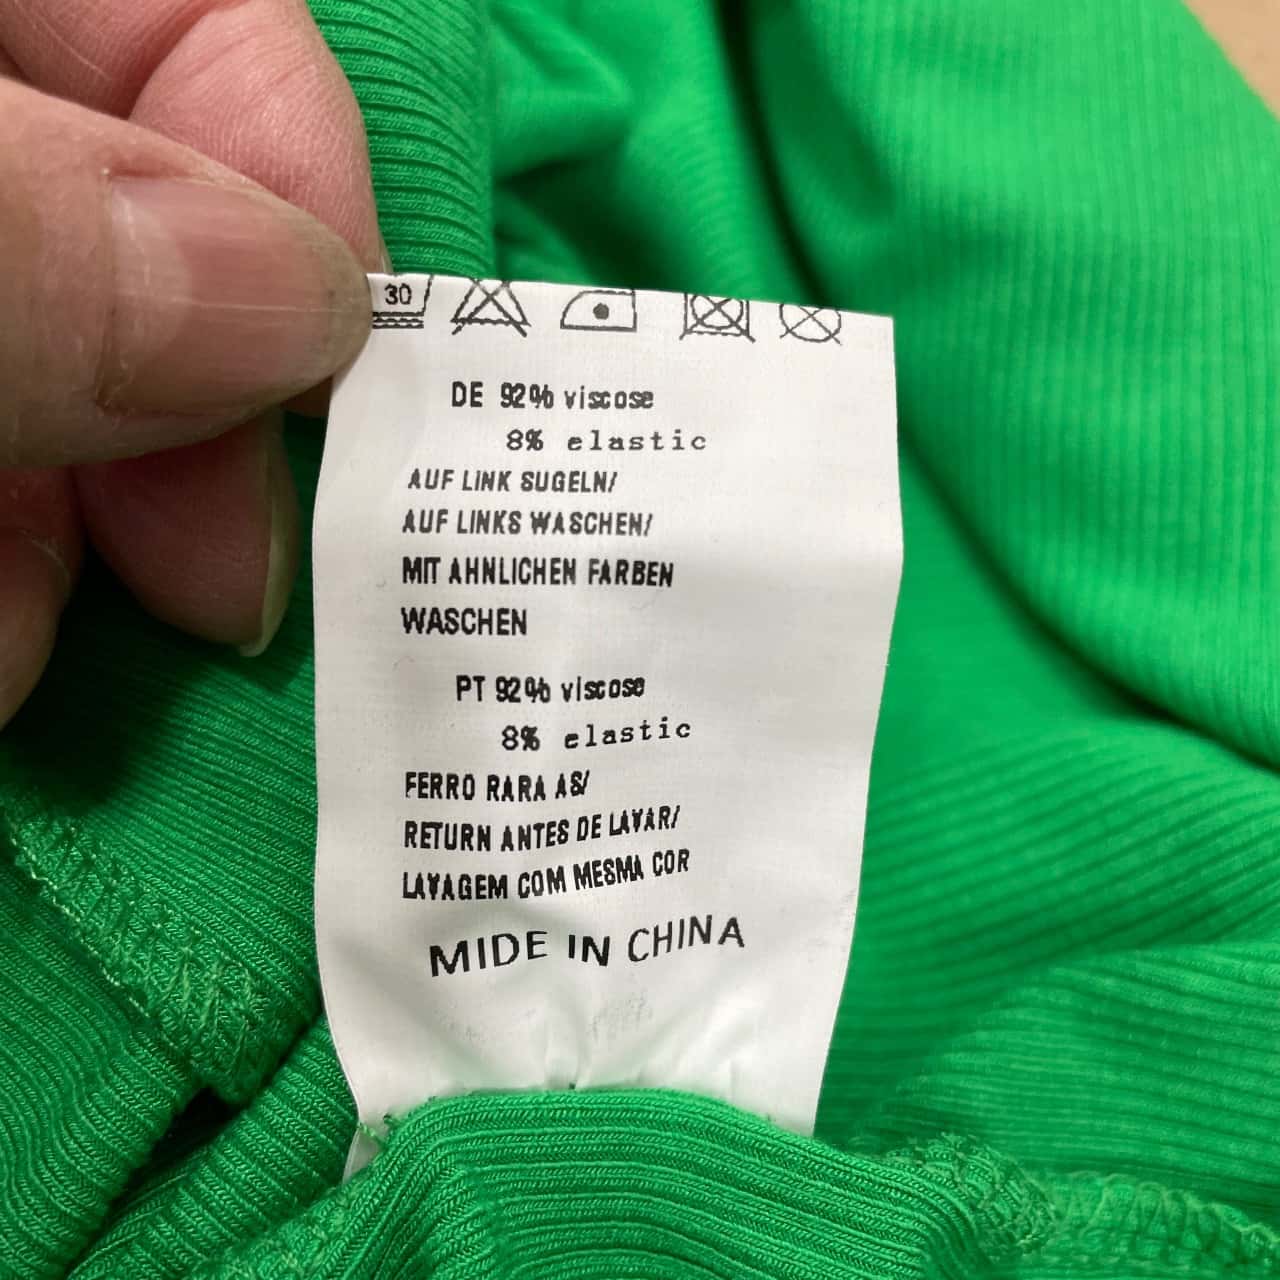 30
DE 92% viscose
8% elastic
AUF LINK SUGELN/
AUF LINKS WASCHEN/
MIT AHNLICHEN FARBEN
WASCHEN
PT 92% viscose
8% elastic
FERRO RARA AS/
RETURN ANTES DE LAVAR/
LAVAGEM COM MESMA COR
MIDE IN CHINA